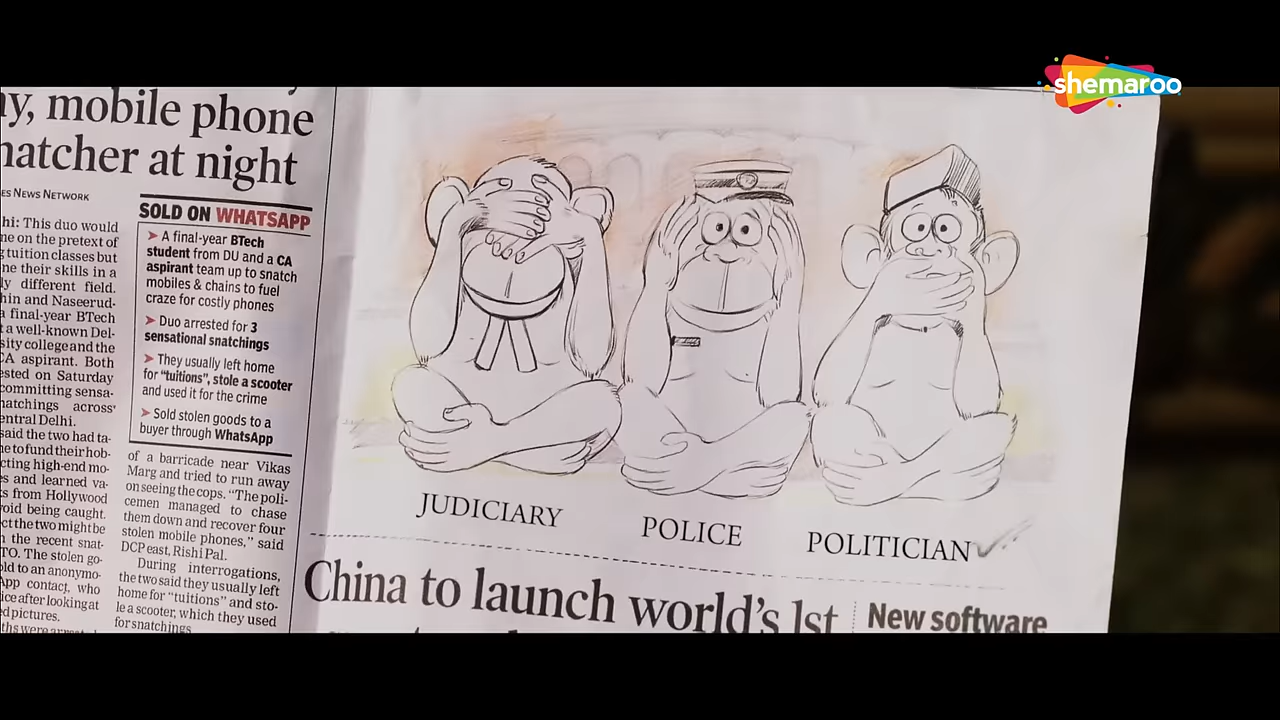 shemaroo
y, mobile phone
natcher at night
ES NEWS NETWORK
hi: This duo would
me on the pretext of
tuition classes but
ne their skills in a
ly different field.
hin and Naseerud-
a final-year BTech
t a well-known Del-
sity college and the
CA aspirant. Both
ested on Saturday
committing sensa-
natchings across
entral Delhi.
said the two had ta-
me to fund their hob-
cting high-end mo-
s and learned va-
s from Hollywood
void being caught.
ct the two might be
n the recent snat-
TO. The stolen go-
old to an anonymo-
App contact, who
ice after looking at
ed pictures.
SOLD ON WHATSAPP
➤ A final-year BTech
student from DU and a CA
aspirant team up to snatch
mobiles & chains to fuel
craze for costly phones
➤ Duo arrested for 3
sensational snatchings
➤ They usually left home
for "tuitions", stole a scooter
and used it for the crime
➤ Sold stolen goods to a
buyer through WhatsApp
of a barricade near Vikas
Marg and tried to run away
on seeing the cops. "The poli-
cemen managed to chase
them down and recover four
stolen mobile phones," said
DCP east, Rishi Pal.
During interrogations,
the two said they usually left
home for "tuitions" and sto-
le a scooter, which they used
for snatchings
JUDICIARY
POLICE
POLITICIAN
China to launch world's 1st
New software